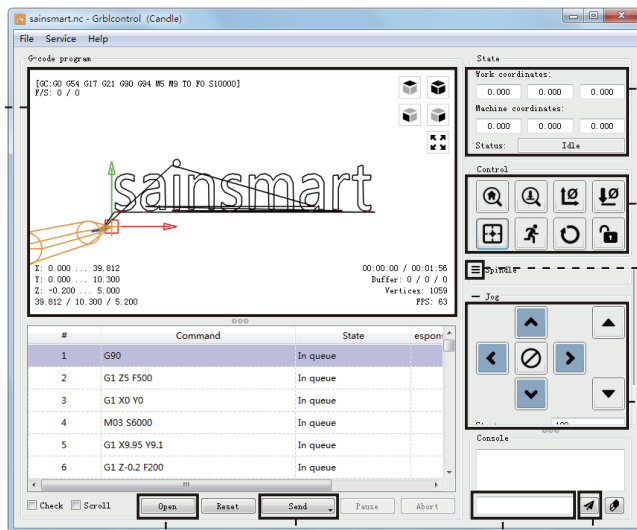 sainsmart.nc - Grblcontrol (Candle)
File Service Help
G-code program
[GC:G0 G54 G17 G21 G90 G94 M5 M9 T0 F0 S10000]
F/S: 0 / 0
sainsmart
X: 0.000 ... 39.812
Y: 0.000 ... 10.300
Z: -0.200 ... 5.000
39.812 / 10.300 / 5.200
00:00:00 / 00:01:56
Buffer: 0 / 0 / 0
Vertices: 1059
FPS: 63
# Command State espon
1 G90 In queue
2 G1 Z5 F500 In queue
3 G1 X0 Y0 In queue
4 M03 S6000 In queue
5 G1 X9.95 Y9.1 In queue
6 G1 Z-0.2 F200 In queue
Check Scroll Open Reset Send Pause Abort
State
Work coordinates:
0.000 0.000 0.000
Machine coordinates:
0.000 0.000 0.000
Status: Idle
Control
Spindle
Jog
Console